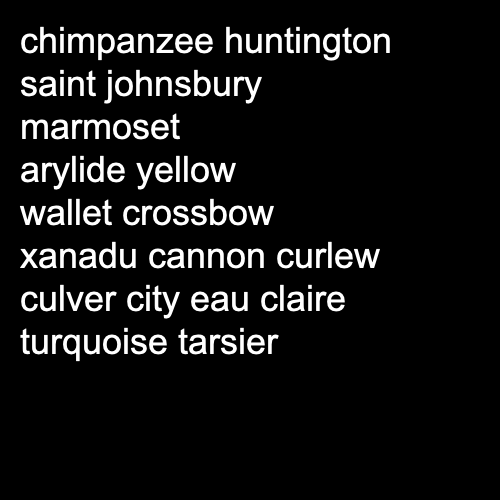 chimpanzee huntington
saint johnsbury
marmoset
arylide yellow
wallet crossbow
xanadu cannon curlew
culver city eau claire
turquoise tarsier